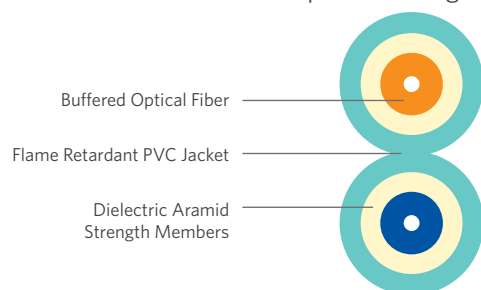 Buffered Optical Fiber
Flame Retardant PVC Jacket
Dielectric Aramid
Strength Members